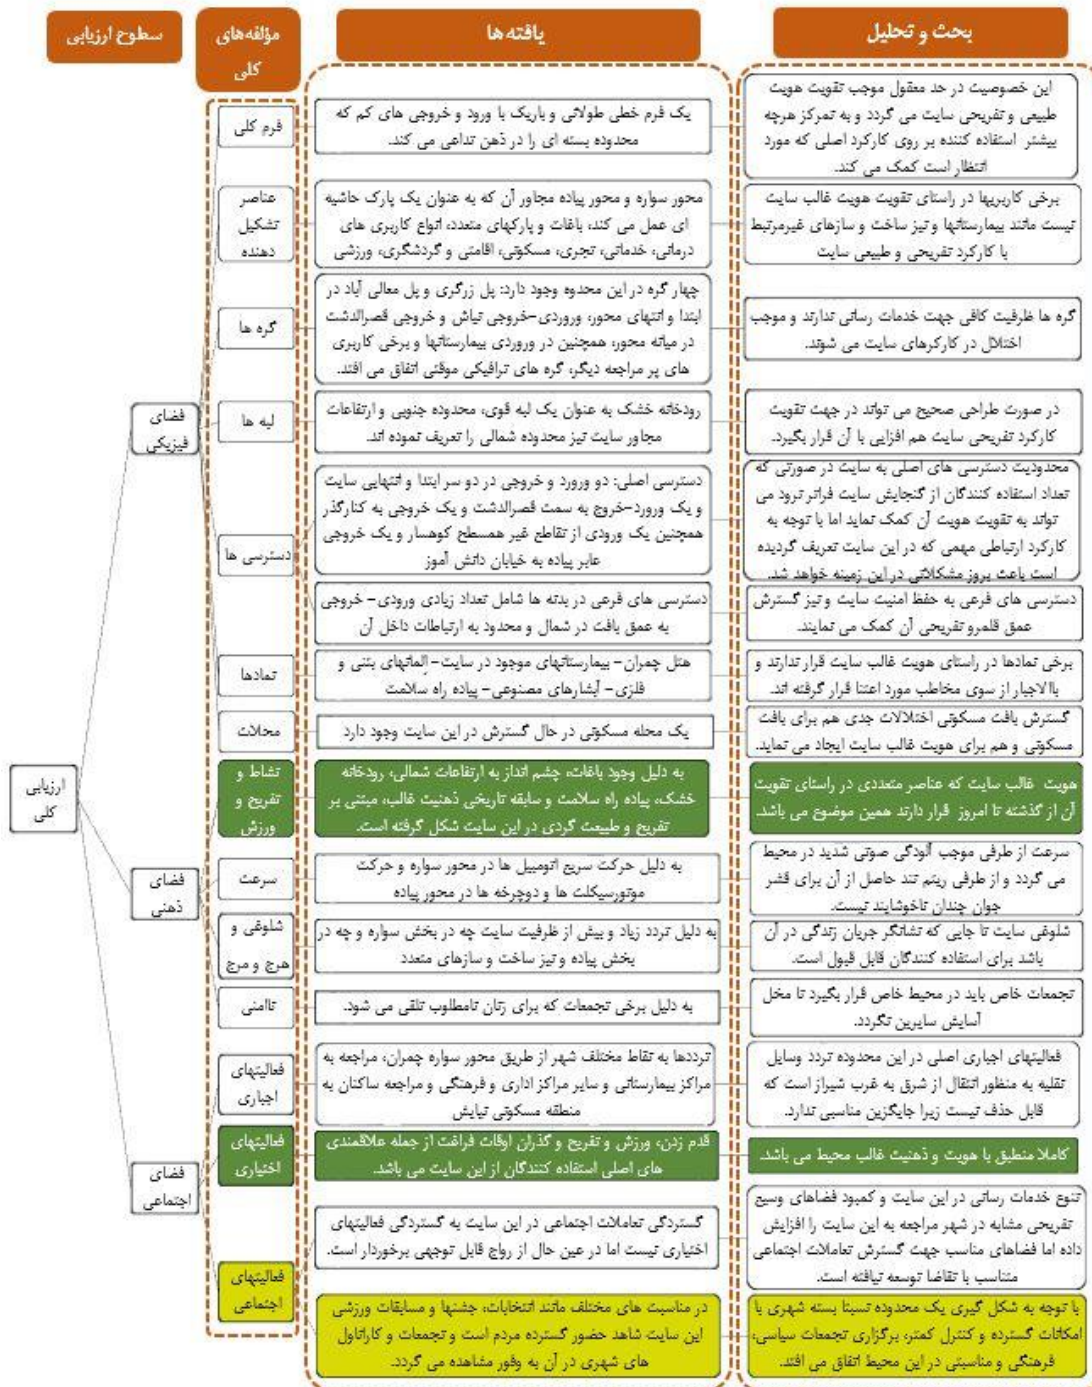 سطوح ارزیابی
مؤلفه‌های
کلی
یافته‌ها
بحث و تحلیل
ارزیابی
کلی
فضای
فیزیکی
فرم کلی
یک فرم خطی طولانی و باریک با ورود و خروجی های کم که
محدوده بسته ای را در ذهن تداعی می کند.
این خصوصیت در حد معقول موجب تقویت هویت
طبیعی و تفریحی سایت می گردد و به تمرکز هرچه
بیشتر استفاده کننده بر روی کارکرد اصلی که مورد
انتظار است کمک می کند.
عناصر
تشکیل
دهنده
محور سواره و محور پیاده مجاور آن که به عنوان یک پارک حاشیه
ای عمل می کند، باغات و پارکهای متعدد، انواع کاربری های
درمانی، خدماتی، تجری، مسکونی، اقامتی و گردشگری، ورزشی
برخی کاربریها در راستای تقویت هویت غالب سایت
نیست مانند بیمارستانها و نیز ساخت و سازهای غیرمرتبط
با کارکرد تفریحی و طبیعی سایت
گره ها
چهار گره در این محدوه وجود دارد: پل زرگری و پل معالی آباد در
ابتدا و انتهای محور، وروردی-خروجی نیاش و خروجی قصرالدشت
در میانه محور، همچنین در وروردی بیمارستانها و برخی کاربری
های پر مراجعه دیگر، گره های ترافیکی موقتی اتفاق می افتد.
گره ها ظرفیت کافی جهت خدمات رسانی ندارند و موجب
اختلال در کارکرهای سایت می شوند.
لبه ها
رودخانه خشک به عنوان یک لبه قوی، محدوده جنوبی و ارتفاعات
مجاور سایت نیز محدوده شمالی را تعریف نموده اند.
در صورت طراحی صحیح می تواند در جهت تقویت
کارکرد تفریحی سایت هم افزایی با آن قرار بگیرد.
دسترسی ها
دسترسی اصلی: دو ورورد و خروجی در دو سر ابتدا و انتهایی سایت
و یک ورورد-خروج به سمت قصرالدشت و یک خروجی به کنارگذر
همچنین یک ورودی از تقاطع غیر همسطح کوهسار و یک خروجی
عابر پیاده به خیابان دانش آموز
محدودیت دسترسی های اصلی به سایت در صورتی که
تعداد استفاده کنندگان از گنجایش سایت فراتر نرود می
تواند به تقویت هویت آن کمک نماید اما با توجه به
کارکرد ارتباطی مهمی که در این سایت تعریف گردیده
است باعث بروز مشکلاتی در این زمینه خواهد شد.
دسترسی های فرعی در بدنه ها شامل تعداد زیادی ورودی- خروجی
به عمق بافت در شمال و محدود به ارتباطات داخل آن
دسترسی های فرعی به حفظ امنیت سایت و نیز گسترش
عمق قلمرو تفریحی آن کمک می نمایند.
نمادها
هتل چمران- بیمارستانهای موجود در سایت- المانهای بتنی و
فلزی- آبشارهای مصنوعی- پیاده راه سلامت
برخی نمادها در راستای هویت غالب سایت قرار ندارند و
بالاجبار از سوی مخاطب مورد اعتنا قرار گرفته اند.
محلات
یک محله مسکونی در حال گسترش در این سایت وجود دارد
گسترش بافت مسکونی اختلالات جدی هم برای بافت
مسکونی و هم برای هویت غالب سایت ایجاد می نماید.
فضای
ذهنی
نشاط و
تفریح و
ورزش
به دلیل وجود باغات، چشم انداز به ارتفاعات شمالی، رودخانه
خشک، پیاده راه سلامت و سابقه تاریخی ذهنیت غالب، مبتنی بر
تفریح و طبیعت گردی در این سایت شکل گرفته است.
هویت غالب سایت که عناصر متعددی در راستای تقویت
آن از گذشته تا امروز قرار دارند همین موضوع می باشد.
سرعت
به دلیل حرکت سریع اتومبیل ها در محور سواره و حرکت
موتورسیکلت ها و دوچرخه ها در محور پیاده
سرعت از طرفی موجب آلودگی صوتی شدید در محیط
می گردد و از طرفی ریتم تند حاصل از آن برای قشر
جوان چندان ناخوشایند نیست.
شلوغی و
هرج و مرج
به دلیل تردد زیاد و بیش از ظرفیت سایت چه در بخش سواره و چه در
بخش پیاده و نیز ساخت و سازهای متعدد
شلوغی سایت تا جایی که نشانگر جریان زندگی در آن
باشد برای استفاده کنندگان قابل قبول است.
ناامنی
به دلیل برخی تجمعات که برای زنان نامطلوب تلقی می شود.
تجمعات خاص باید در محیط خاص قرار بگیرد تا مخل
آسایش سایرین نگردد.
فضای
اجتماعی
فعالیتهای
اجباری
ترددها به نقاط مختلف شهر از طریق محور سواره چمران، مراجعه به
مراکز بیمارستانی و سایر مراکز اداری و فرهنگی و مراجعه ساکنان به
منطقه مسکونی نیایش
فعالیتهای اجباری اصلی در این محدوده تردد وسایل
نقلیه به منظور انتقال از شرق به غرب شیراز است که
قابل حذف نیست زیرا جایگزین مناسبی ندارد.
فعالیتهای
اختیاری
قدم زدن، ورزش و تفریح و گذران اوقات فراغت از جمله علاقمندی
های اصلی استفاده کنندگان از این سایت می باشد.
کاملا منطبق با هویت و ذهنیت غالب محیط می باشد.
فعالیتهای
اجتماعی
گستردگی تعاملات اجتماعی در این سایت به گستردگی فعالیتهای
اختیاری نیست اما در عین حال از رواج قابل توجهی برخوردار است.
تنوع خدمات رسانی در این سایت و کمبود فضاهای وسیع
تفریحی مشابه در شهر مراجعه به این سایت را افزایش
داده اما فضاهای مناسب جهت گسترش تعاملات اجتماعی
متناسب با تقاضا توسعه نیافته است.
در مناسبت های مختلف مانند انتخابات، جشنها و مسابقات ورزشی
این سایت شاهد حضور گسترده مردم است و تجمعات و کاراناول
های شهری در آن به وفور مشاهده می گردد.
با توجه به شکل گیری یک محدوده نسبتا بسته شهری با
امکانات گسترده و کنترل کمتر، برگزاری تجمعات سیاسی،
فرهنگی و مناسبتی در این محیط اتفاق می افتد.